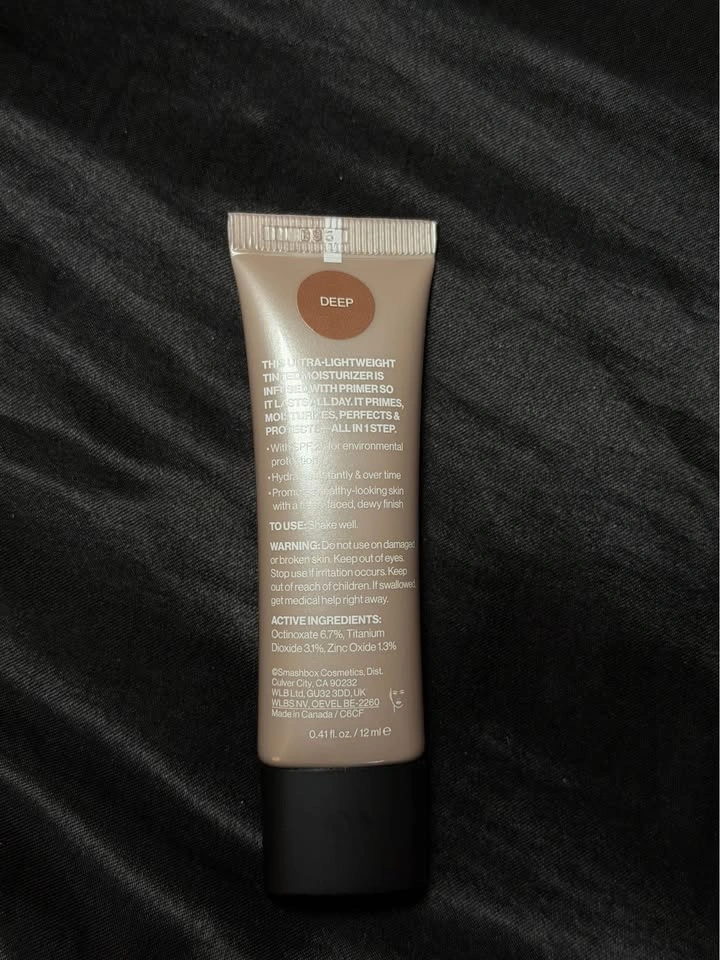 DEEP
THIS ULTRA-LIGHTWEIGHT
TINTED MOISTURIZER IS
INFUSED WITH PRIMER SO
IT LASTS ALL DAY. IT PRIMES,
MOISTURIZES, PERFECTS &
PROTECTS—ALL IN 1 STEP.
• With SPF for environmental
protection
• Hydrates instantly & over time
• Promotes healthy-looking skin
with a fresh-faced, dewy finish
TO USE: Shake well.
WARNING: Do not use on damaged
or broken skin. Keep out of eyes.
Stop use if irritation occurs. Keep
out of reach of children. If swallowed
get medical help right away.
ACTIVE INGREDIENTS:
Octinoxate 6.7%, Titanium
Dioxide 3.1%, Zinc Oxide 1.3%
©Smashbox Cosmetics, Dist.
Culver City, CA 90232
WLB Ltd, GU32 3DD, UK
WLBS NV, OEVEL BE-2260
Made in Canada / C6CF
0.41 fl. oz. / 12 ml e